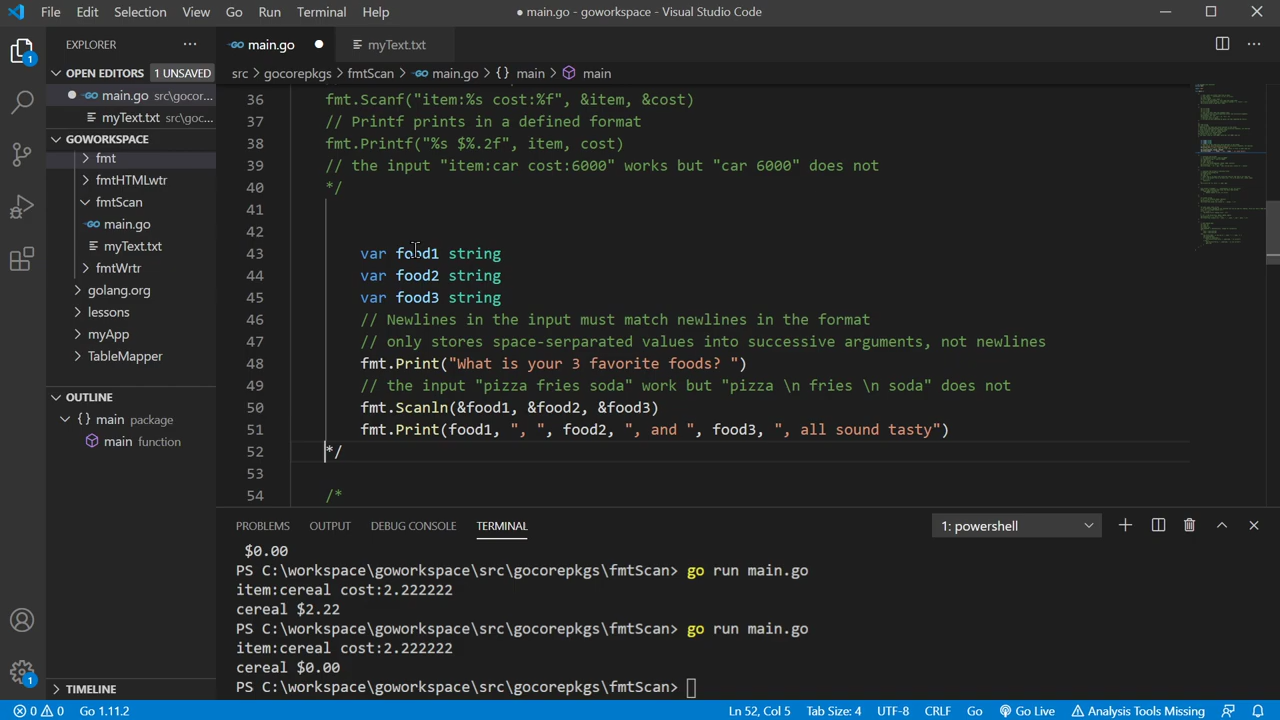 File Edit Selection View Go Run Terminal Help
● main.go - goworkspace - Visual Studio Code
EXPLORER
main.go
myText.txt
OPEN EDITORS 1 UNSAVED
src > gocorepkgs > fmtScan > main.go > {} main > main
main.go src\gocor...
myText.txt src\goc...
GOWORKSPACE
fmt
fmtHTMLwtr
fmtScan
main.go
myText.txt
fmtWrtr
golang.org
lessons
myApp
TableMapper
OUTLINE
{} main package
main function
TIMELINE
36 fmt.Scanf("item:%s cost:%f", &item, &cost)
37 // Printf prints in a defined format
38 fmt.Printf("%s $%.2f", item, cost)
39 // the input "item:car cost:6000" works but "car 6000" does not
40 */
41
42
43 var food1 string
44 var food2 string
45 var food3 string
46 // Newlines in the input must match newlines in the format
47 // only stores space-serparated values into successive arguments, not newlines
48 fmt.Print("What is your 3 favorite foods? ")
49 // the input "pizza fries soda" work but "pizza \n fries \n soda" does not
50 fmt.Scanln(&food1, &food2, &food3)
51 fmt.Print(food1, ", ", food2, ", and ", food3, ", all sound tasty")
52 */
53
54 /*
PROBLEMS OUTPUT DEBUG CONSOLE TERMINAL
1: powershell
$0.00
PS C:\workspace\goworkspace\src\gocorepkgs\fmtScan> go run main.go
item:cereal cost:2.222222
cereal $2.22
PS C:\workspace\goworkspace\src\gocorepkgs\fmtScan> go run main.go
item:cereal cost:2.222222
cereal $0.00
PS C:\workspace\goworkspace\src\gocorepkgs\fmtScan>
0 0 Go 1.11.2
Ln 52, Col 5 Tab Size: 4 UTF-8 CRLF Go Go Live Analysis Tools Missing
1
1